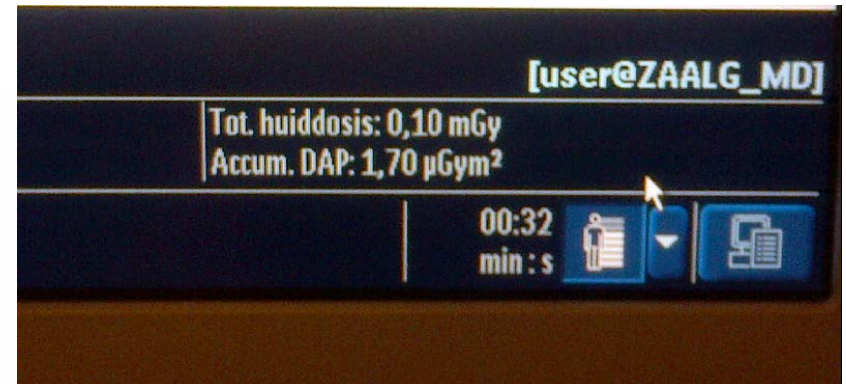 [user@ZAALG_MD]
Tot. huiddosis: 0,10 mGy
Accum. DAP: 1,70 µGym²
00:32
min : s